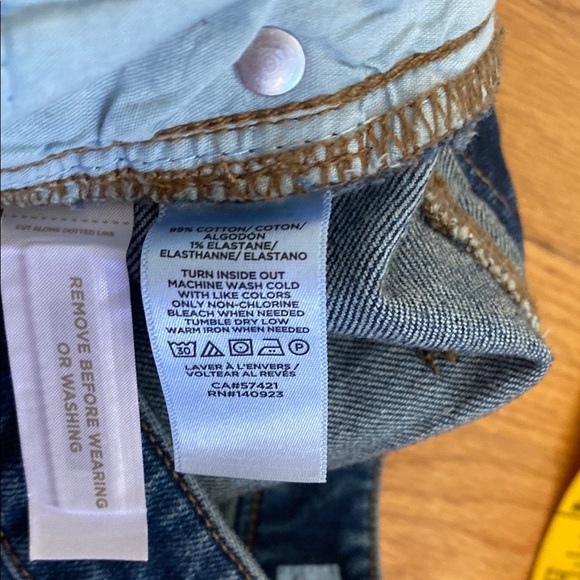 CUT ALONG DOTTED LINE
REMOVE BEFORE WEARING
OR WASHING
99% COTTON/ COTON/
ALGODÓN
1% ELASTANE/
ELASTHANNE/ ELASTANO
TURN INSIDE OUT
MACHINE WASH COLD
WITH LIKE COLORS
ONLY NON-CHLORINE
BLEACH WHEN NEEDED
TUMBLE DRY LOW
WARM IRON WHEN NEEDED
30 P
LAVER À L'ENVERS /
VOLTEAR AL REVÉS
CA#57421
RN#140923